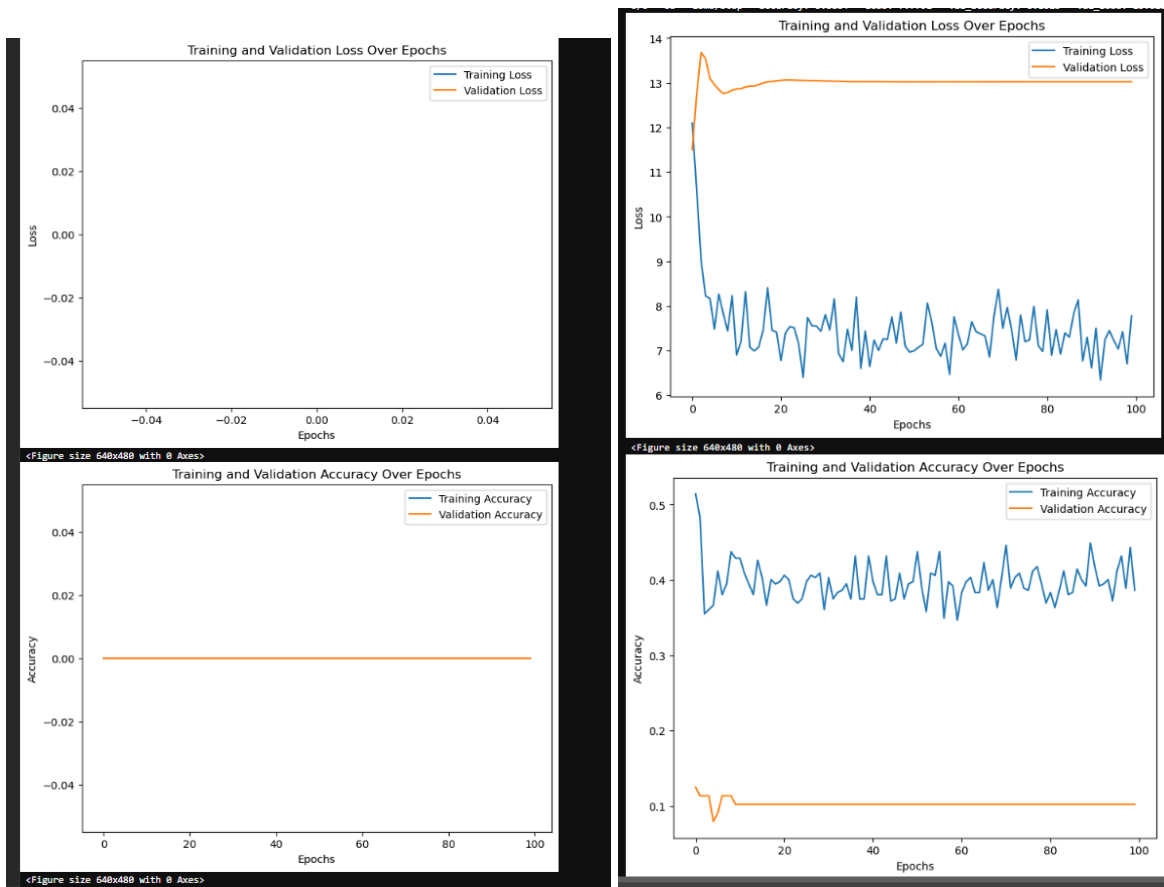 Training and Validation Loss Over Epochs
Training Loss
Validation Loss
0.04
0.02
0.00
−0.02
−0.04
Loss
−0.04 −0.02 0.00 0.02 0.04
Epochs
<Figure size 640x480 with 0 Axes>
Training and Validation Accuracy Over Epochs
Training Accuracy
Validation Accuracy
0.04
0.02
0.00
−0.02
−0.04
Accuracy
0 20 40 60 80 100
Epochs
<Figure size 640x480 with 0 Axes>
Training and Validation Loss Over Epochs
Training Loss
Validation Loss
14
13
12
11
10
9
8
7
6
Loss
0 20 40 60 80 100
Epochs
<Figure size 640x480 with 0 Axes>
Training and Validation Accuracy Over Epochs
Training Accuracy
Validation Accuracy
0.5
0.4
0.3
0.2
0.1
Accuracy
0 20 40 60 80 100
Epochs